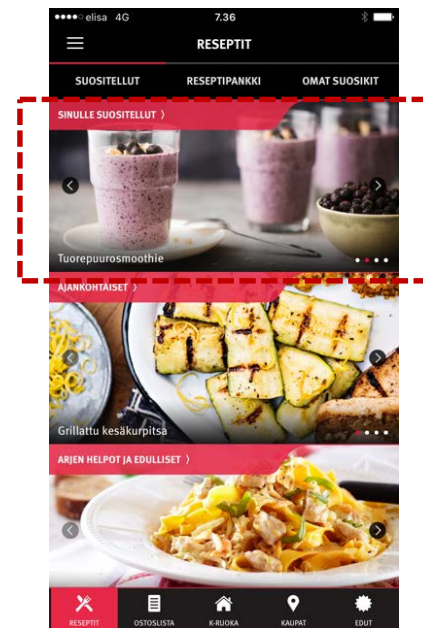 elisa 4G 7.36
RESEPTIT
SUOSITELLUT RESEPTIPANKKI OMAT SUOSIKIT
SINULLE SUOSITELLUT 〉
Tuorepuurosmoothie
AJANKOHTAISET 〉
Grillattu kesäkurpitsa
ARJEN HELPOT JA EDULLISET 〉
RESEPTIT OSTOSLISTA K-RUOKA KAUPAT EDUT